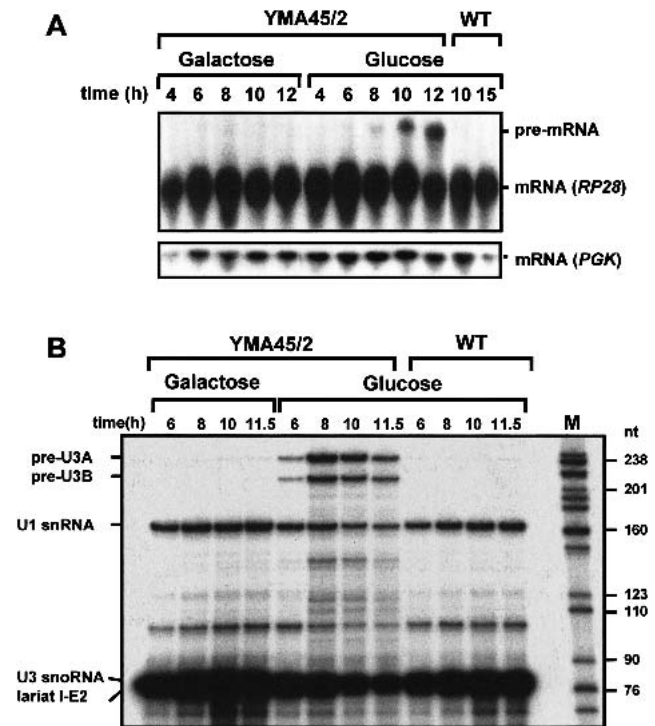 A
YMA45/2 WT
Galactose Glucose
time (h) 4 6 8 10 12 4 6 8 10 12 10 15
pre-mRNA
mRNA (RP28)
mRNA (PGK)
B
YMA45/2 WT
Galactose Glucose
time(h) 6 8 10 11.5 6 8 10 11.5 6 8 10 11.5 M nt
pre-U3A 238
pre-U3B 201
U1 snRNA 160
123
110
90
U3 snoRNA
lariat I-E2 76